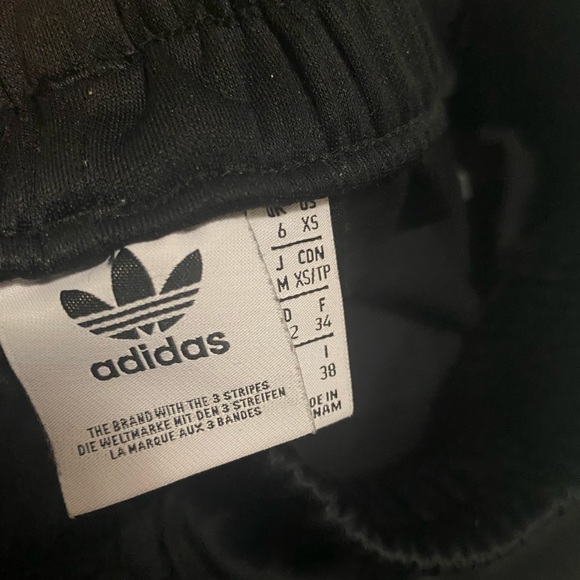 adidas
THE BRAND WITH THE 3 STRIPES
DIE WELTMARKE MIT DEN 3 STREIFEN
LA MARQUE AUX 3 BANDES
UK US
6 XS
J CDN
M XS/TP
D F
2 34
I
38
DE IN
NAM